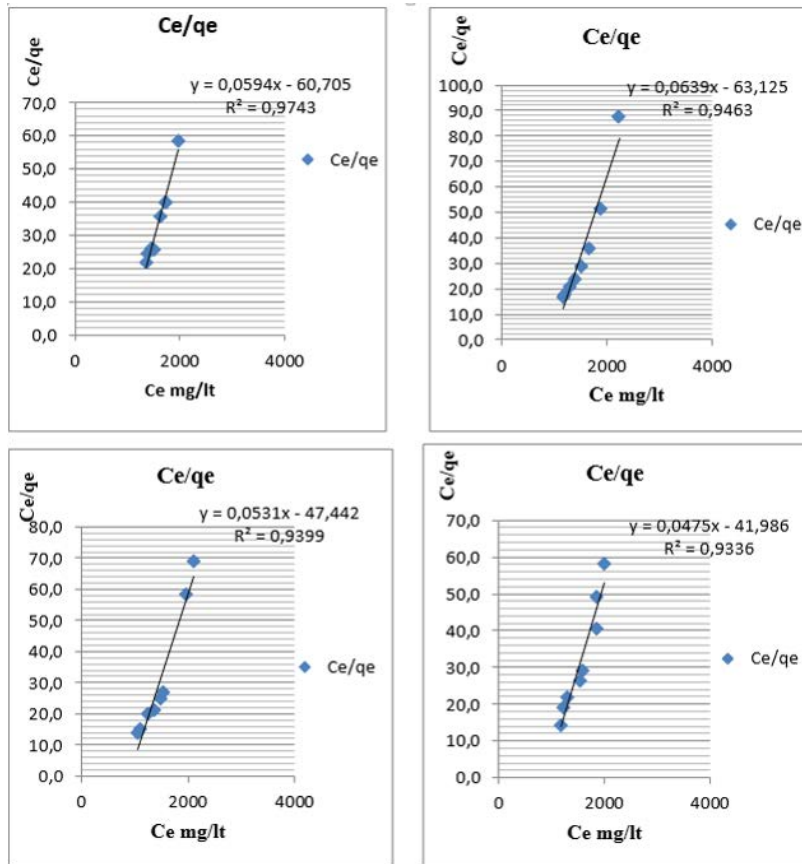 Ce/qe
Ce/qe
y = 0,0594x - 60,705
R² = 0,9743
70,0
60,0
50,0
40,0
30,0
20,0
10,0
0,0
0
2000
4000
Ce mg/lt
Ce/qe
Ce/qe
Ce/qe
y = 0,0639x - 63,125
R² = 0,9463
100,0
90,0
80,0
70,0
60,0
50,0
40,0
30,0
20,0
10,0
0,0
0
2000
4000
Ce mg/lt
Ce/qe
Ce/qe
Ce/qe
y = 0,0531x - 47,442
R² = 0,9399
80,0
70,0
60,0
50,0
40,0
30,0
20,0
10,0
0,0
0
2000
4000
Ce mg/lt
Ce/qe
Ce/qe
Ce/qe
y = 0,0475x - 41,986
R² = 0,9336
70,0
60,0
50,0
40,0
30,0
20,0
10,0
0,0
0
2000
4000
Ce mg/lt
Ce/qe